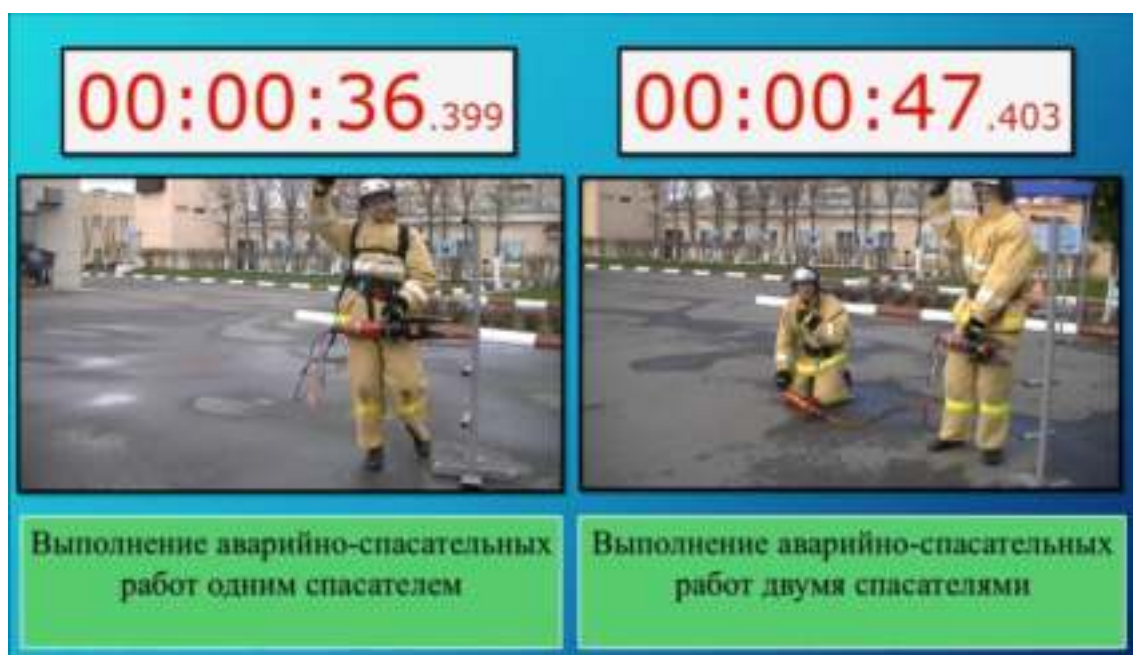 00:00:36.399
00:00:47.403
Выполнение аварийно-спасательных
работ одним спасателем
Выполнение аварийно-спасательных
работ двумя спасателями